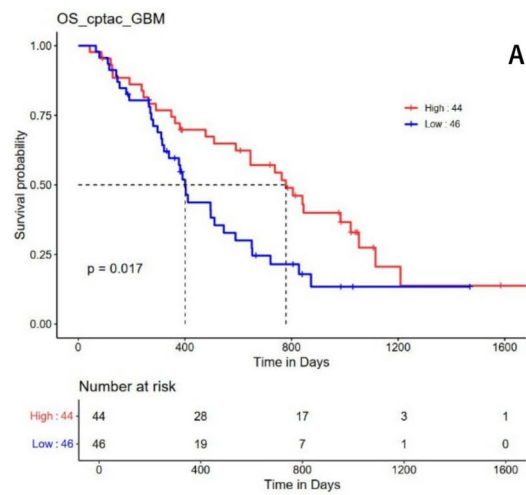 OS_cptac_GBM
A
1.00
0.75
0.50
0.25
0.00
Survival probability
High : 44
Low : 46
p = 0.017
0 400 800 1200 1600
Time in Days
Number at risk
High : 44 44 28 17 3 1
Low : 46 46 19 7 1 0
0 400 800 1200 1600
Time in Days